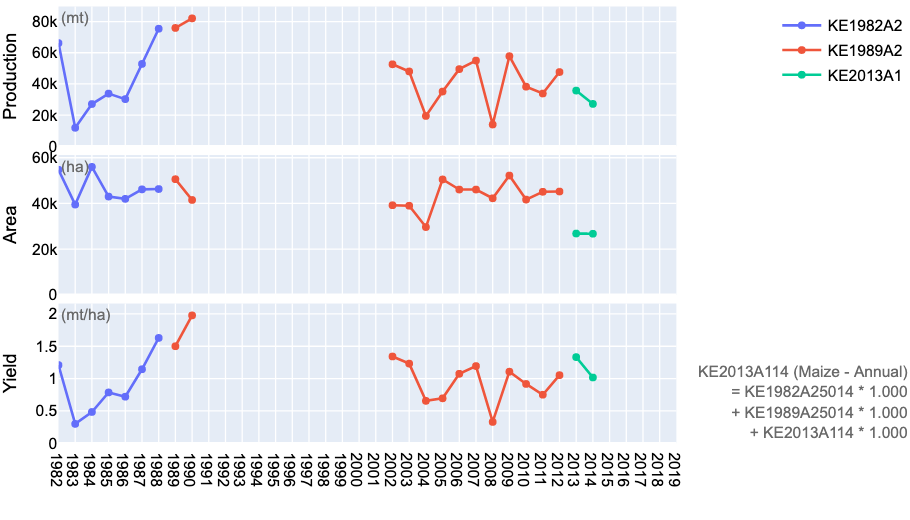 (mt)
80k
60k
40k
20k
0
Production
(ha)
60k
40k
20k
0
Area
(mt/ha)
2
1.5
1
0.5
0
Yield
1982
1983
1984
1985
1986
1987
1988
1989
1990
1991
1992
1993
1994
1995
1996
1997
1998
1999
2000
2001
2002
2003
2004
2005
2006
2007
2008
2009
2010
2011
2012
2013
2014
2015
2016
2017
2018
2019
KE1982A2
KE1989A2
KE2013A1
KE2013A114 (Maize - Annual)
= KE1982A25014 * 1.000
+ KE1989A25014 * 1.000
+ KE2013A114 * 1.000